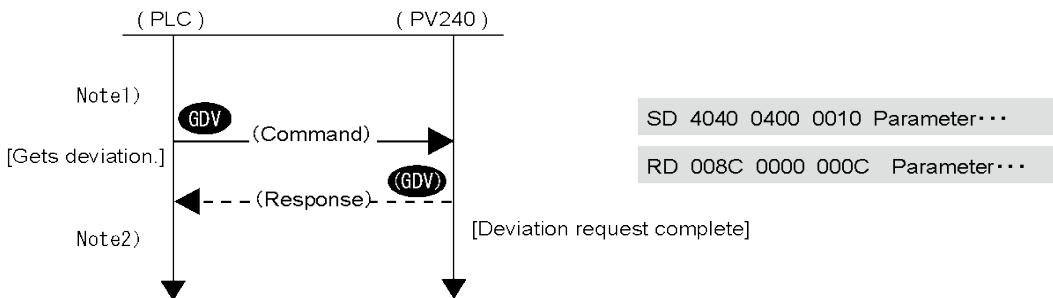 (PLC) (PV240)
Note1)
GDV
(Command)
SD 4040 0400 0010 Parameter･･･
[Gets deviation.]
RD 008C 0000 000C Parameter･･･
(GDV)
(Response)
Note2)
[Deviation request complete]